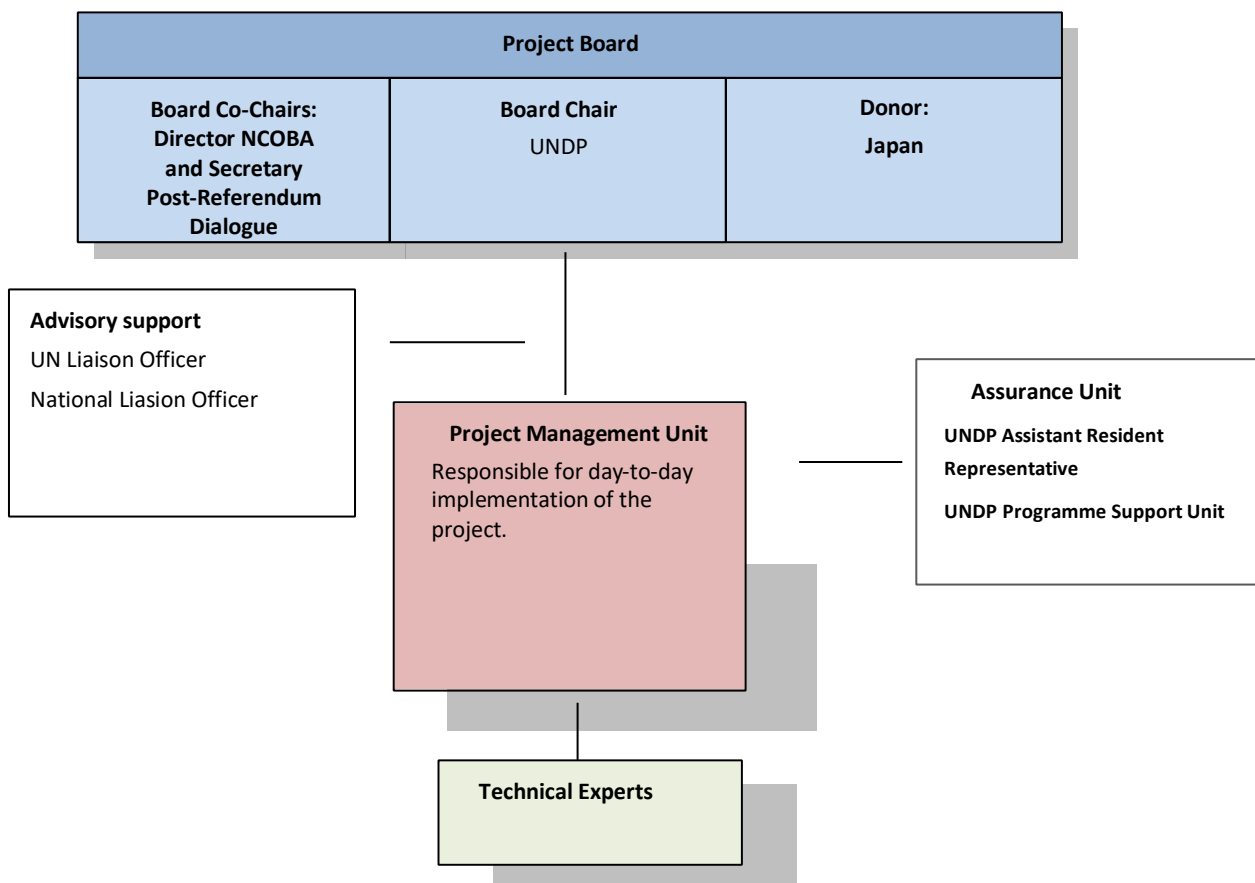 Project Board
Board Co-Chairs:
Director NCOBA
and Secretary
Post-Referendum
Dialogue
Board Chair
UNDP
Donor:
Japan
Advisory support
UN Liaison Officer
National Liasion Officer
Project Management Unit
Responsible for day-to-day
implementation of the
project.
Assurance Unit
UNDP Assistant Resident
Representative
UNDP Programme Support Unit
Technical Experts